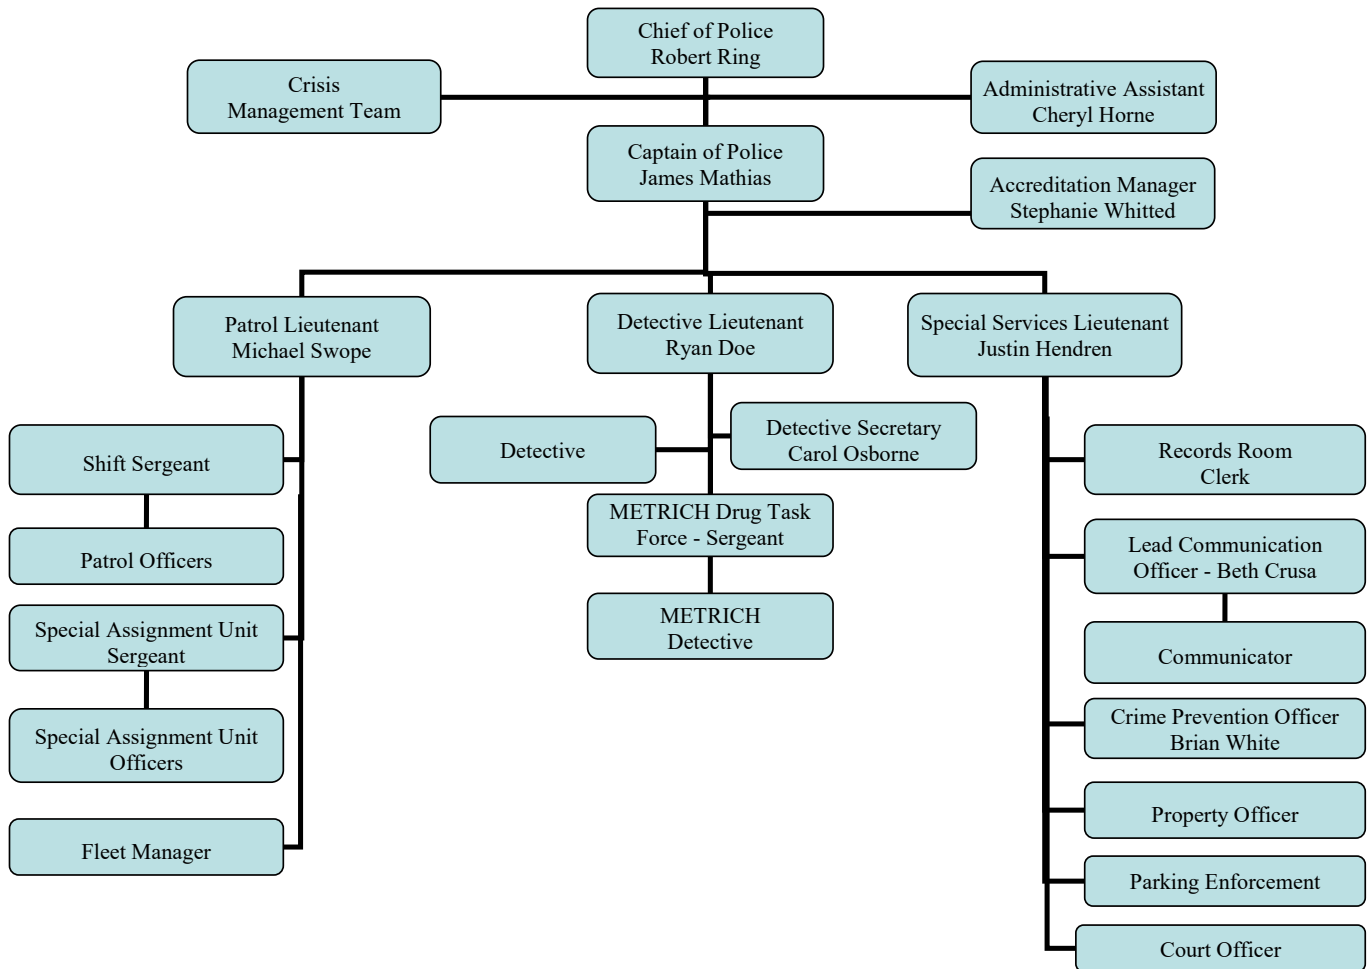 Chief of Police
Robert Ring
Crisis
Management Team
Administrative Assistant
Cheryl Horne
Captain of Police
James Mathias
Accreditation Manager
Stephanie Whitted
Patrol Lieutenant
Michael Swope
Detective Lieutenant
Ryan Doe
Special Services Lieutenant
Justin Hendren
Shift Sergeant
Patrol Officers
Special Assignment Unit
Sergeant
Special Assignment Unit
Officers
Fleet Manager
Detective
Detective Secretary
Carol Osborne
METRICH Drug Task
Force - Sergeant
METRICH
Detective
Records Room
Clerk
Lead Communication
Officer - Beth Crusa
Communicator
Crime Prevention Officer
Brian White
Property Officer
Parking Enforcement
Court Officer